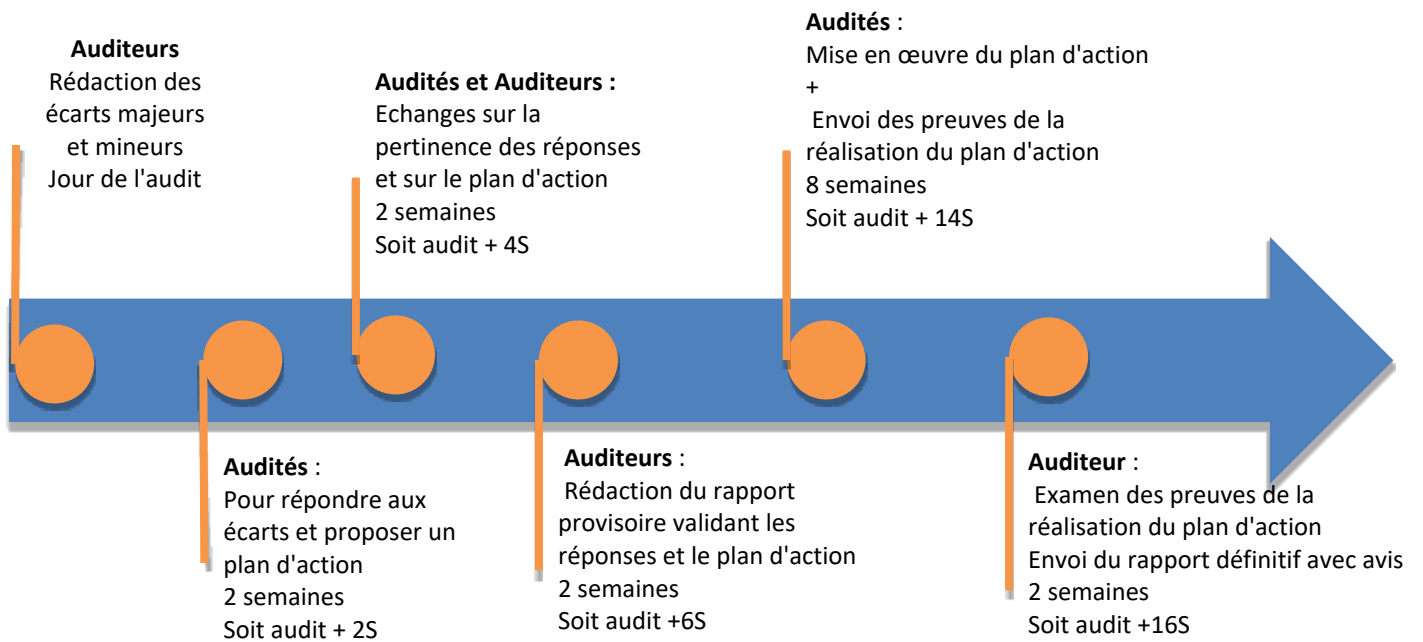 Auditeurs
Rédaction des
écarts majeurs
et mineurs
Jour de l'audit
Audités :
Pour répondre aux
écarts et proposer un
plan d'action
2 semaines
Soit audit + 2S
Audités et Auditeurs :
Echanges sur la
pertinence des réponses
et sur le plan d'action
2 semaines
Soit audit + 4S
Auditeurs :
Rédaction du rapport
provisoire validant les
réponses et le plan d'action
2 semaines
Soit audit +6S
Audités :
Mise en œuvre du plan d'action
+
Envoi des preuves de la
réalisation du plan d'action
8 semaines
Soit audit + 14S
Auditeur :
Examen des preuves de la
réalisation du plan d'action
Envoi du rapport définitif avec avis
2 semaines
Soit audit +16S